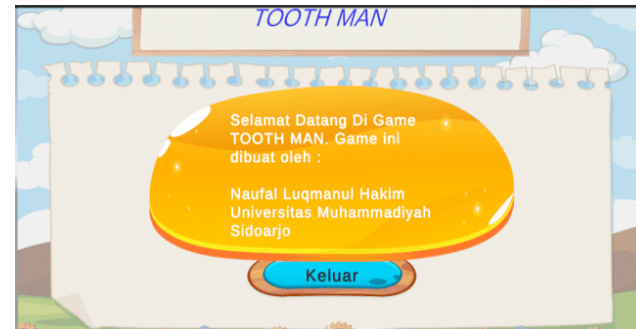 TOOTH MAN
Selamat Datang Di Game
TOOTH MAN. Game ini
dibuat oleh :
Naufal Luqmanul Hakim
Universitas Muhammadiyah
Sidoarjo
Keluar